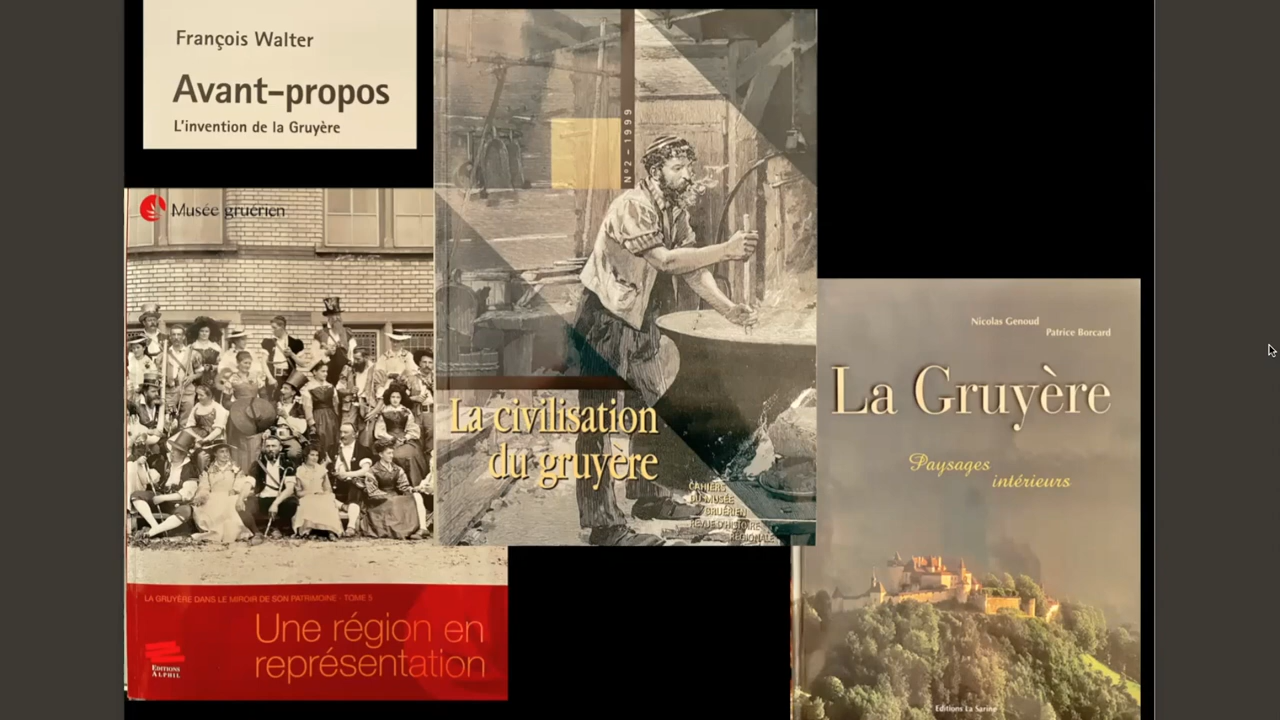 François Walter
Avant-propos
L'invention de la Gruyère
Musée gruérien
LA GRUYÈRE DANS LE MIROIR DE SON PATRIMOINE - TOME 5
Une région en
représentation
EDITIONS
ALPHIL
N°2 – 1999
La civilisation
du gruyère
CAHIERS
DU MUSÉE
GRUÉRIEN
REVUE D'HISTOIRE
RÉGIONALE
Nicolas Genoud
Patrice Borcard
La Gruyère
Paysages
intérieurs
Editions La Sarine